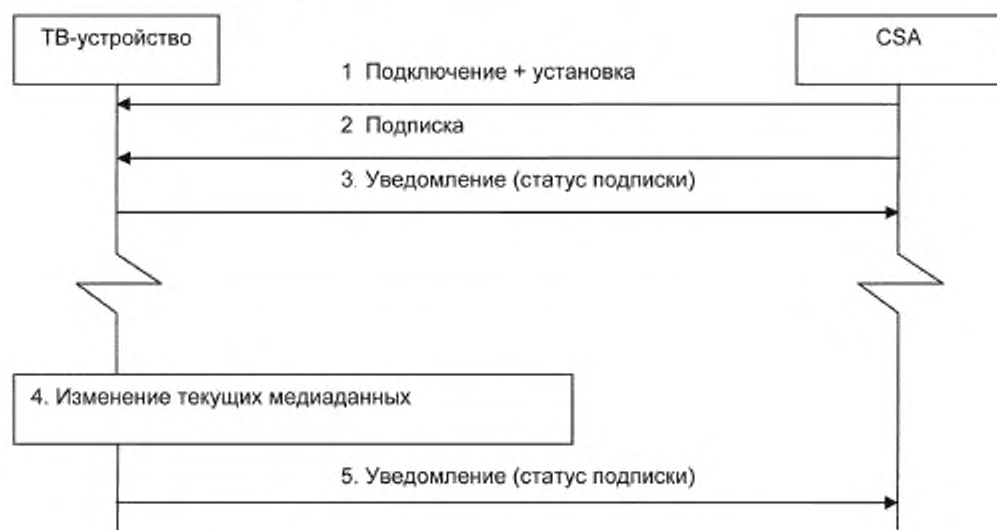 ТВ-устройство
CSA
1 Подключение + установка
2 Подписка
3. Уведомление (статус подписки)
4. Изменение текущих медиаданных
5. Уведомление (статус подписки)